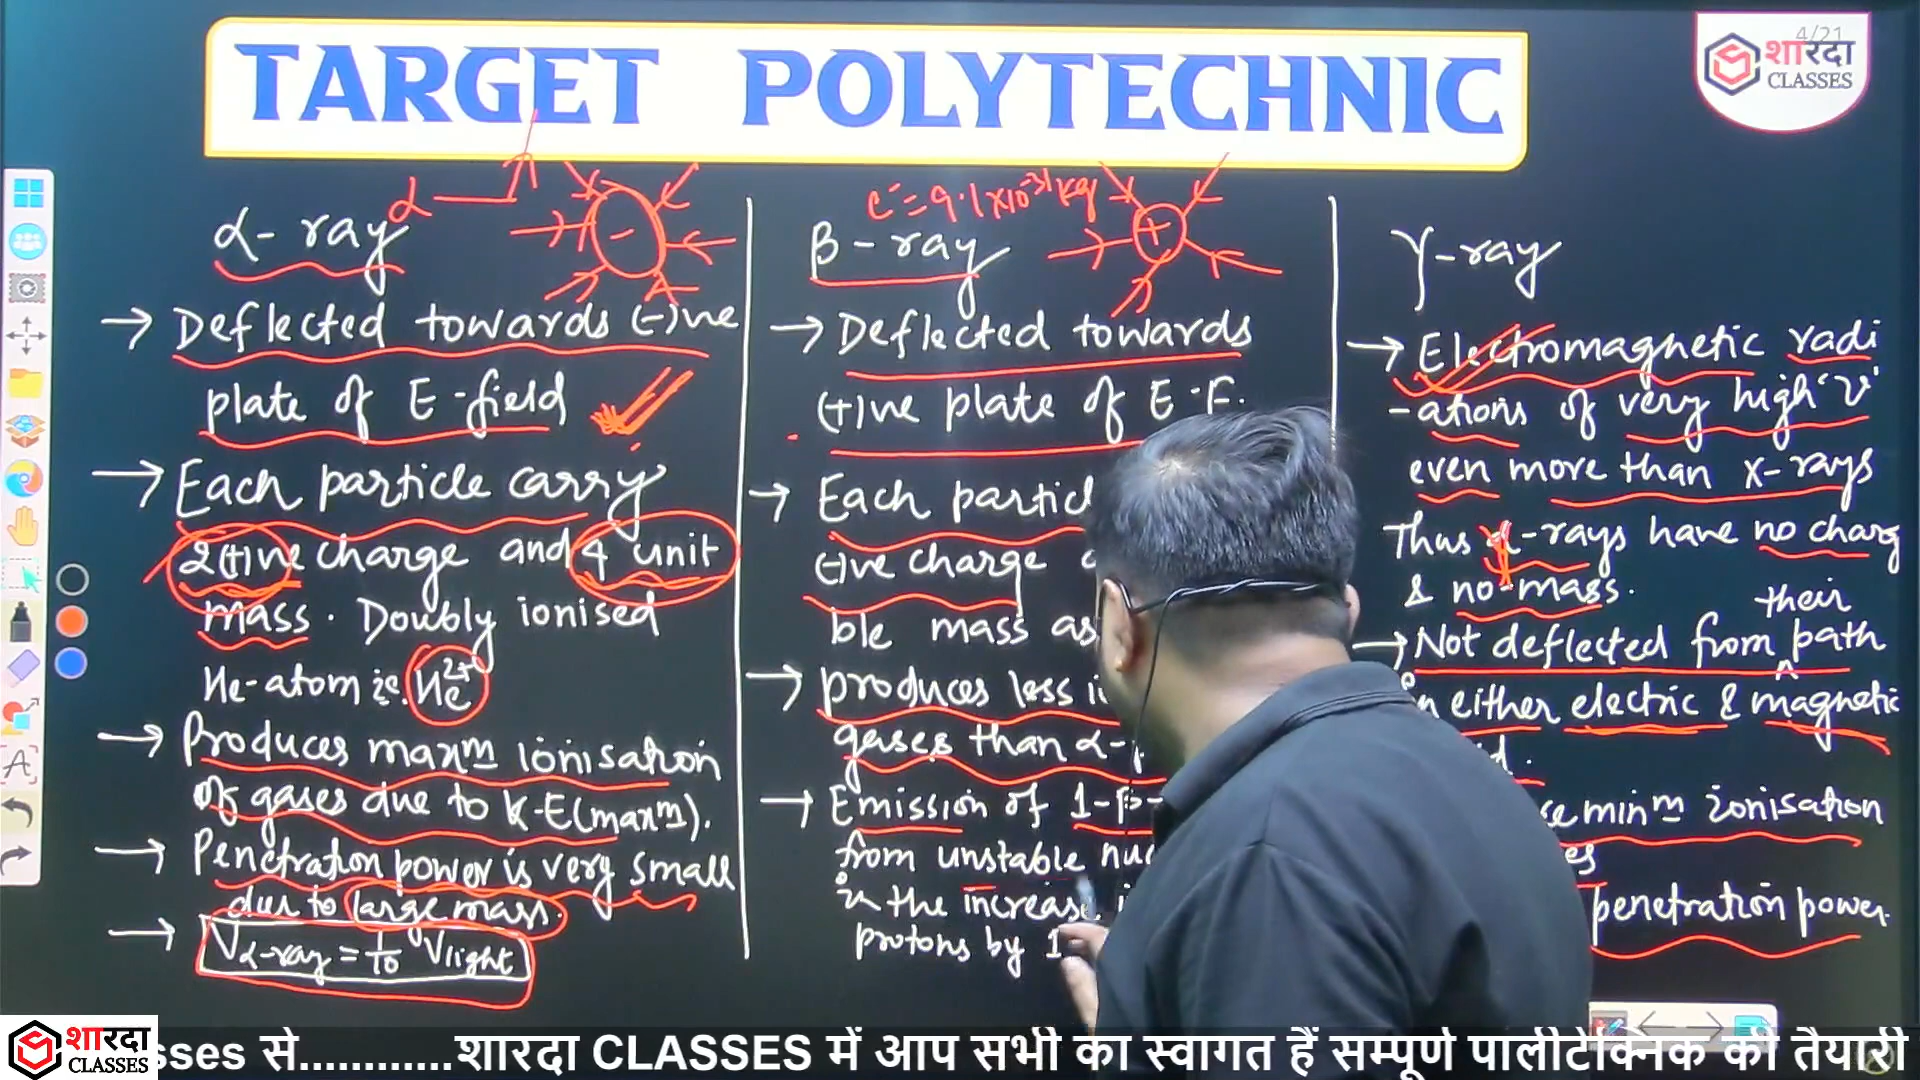 TARGET POLYTECHNIC
4/21
शारदा
CLASSES
α
e⁻ = 9.1×10⁻³¹ kg
α-ray
-
→ Deflected towards (-)ive
plate of E-field
→ Each particle carry
2(+)ive charge and 4 unit
mass. Doubly ionised
He-atom ie. He²⁺
→ Produces maxᵐ ionisation
of gases due to K-E(maxᵐ).
→ Penetration power is very small
due to large mass.
→ Vα-ray = 1/10 Vlight
β-ray
+
→ Deflected towards
(+)ive plate of E-F.
→ Each
(-)ive charge
ble mass as
→ produces less
gases than α-
→ Emission of 1-β-
from unstable
in the increase
protons by 1
γ-ray
→ Electromagnetic radi
-ations of very high 'ν'
even more than x-rays
Thus γ-rays have no charg
& no-mass.
their
→ Not deflected from path
in either electric & magnetic
minᵐ ionisation
penetration power.
A
शारदा
CLASSES
sses से............शारदा CLASSES में आप सभी का स्वागत हैं सम्पूर्ण पालीटेक्निक की तैयारी